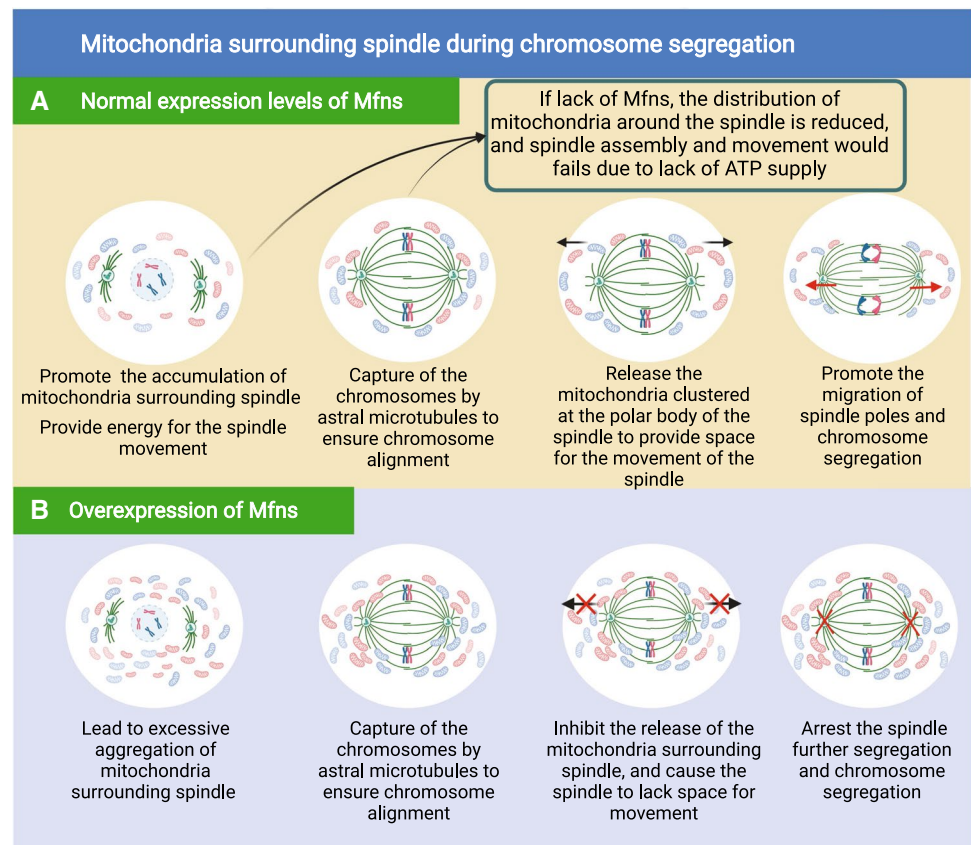 Mitochondria surrounding spindle during chromosome segregation
A Normal expression levels of Mfns
If lack of Mfns, the distribution of
mitochondria around the spindle is reduced,
and spindle assembly and movement would
fails due to lack of ATP supply
Promote the accumulation of
mitochondria surrounding spindle
Provide energy for the spindle
movement
Capture of the
chromosomes by
astral microtubules to
ensure chromosome
alignment
Release the
mitochondria clustered
at the polar body of the
spindle to provide space
for the movement of the
spindle
Promote the
migration of
spindle poles and
chromosome
segregation
B Overexpression of Mfns
Lead to excessive
aggregation of
mitochondria
surrounding spindle
Capture of the
chromosomes by
astral microtubules to
ensure chromosome
alignment
Inhibit the release of the
mitochondria surrounding
spindle, and cause the
spindle to lack space for
movement
Arrest the spindle
further segregation
and chromosome
segregation